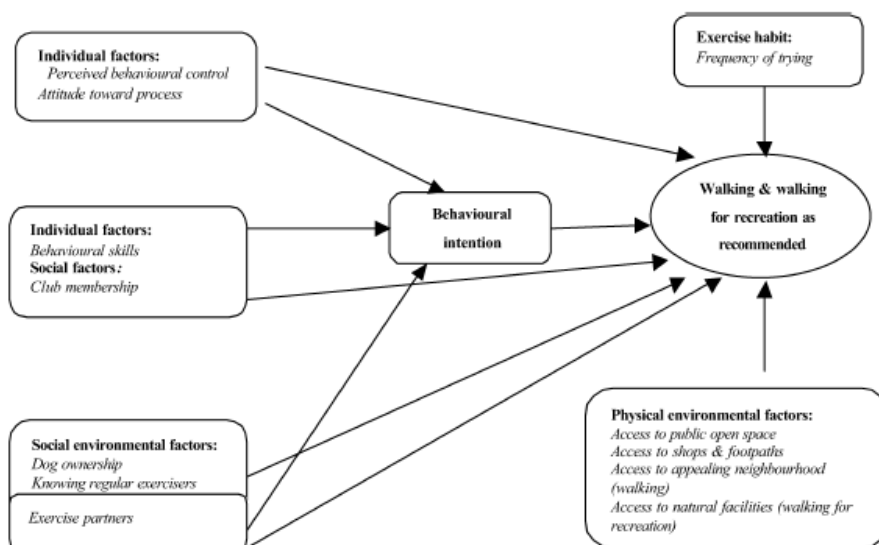 Individual factors:
Perceived behavioural control
Attitude toward process
Exercise habit:
Frequency of trying
Individual factors:
Behavioural skills
Social factors:
Club membership
Behavioural
intention
Walking & walking
for recreation as
recommended
Social environmental factors:
Dog ownership
Knowing regular exercisers
Exercise partners
Physical environmental factors:
Access to public open space
Access to shops & footpaths
Access to appealing neighbourhood
(walking)
Access to natural facilities (walking for
recreation)